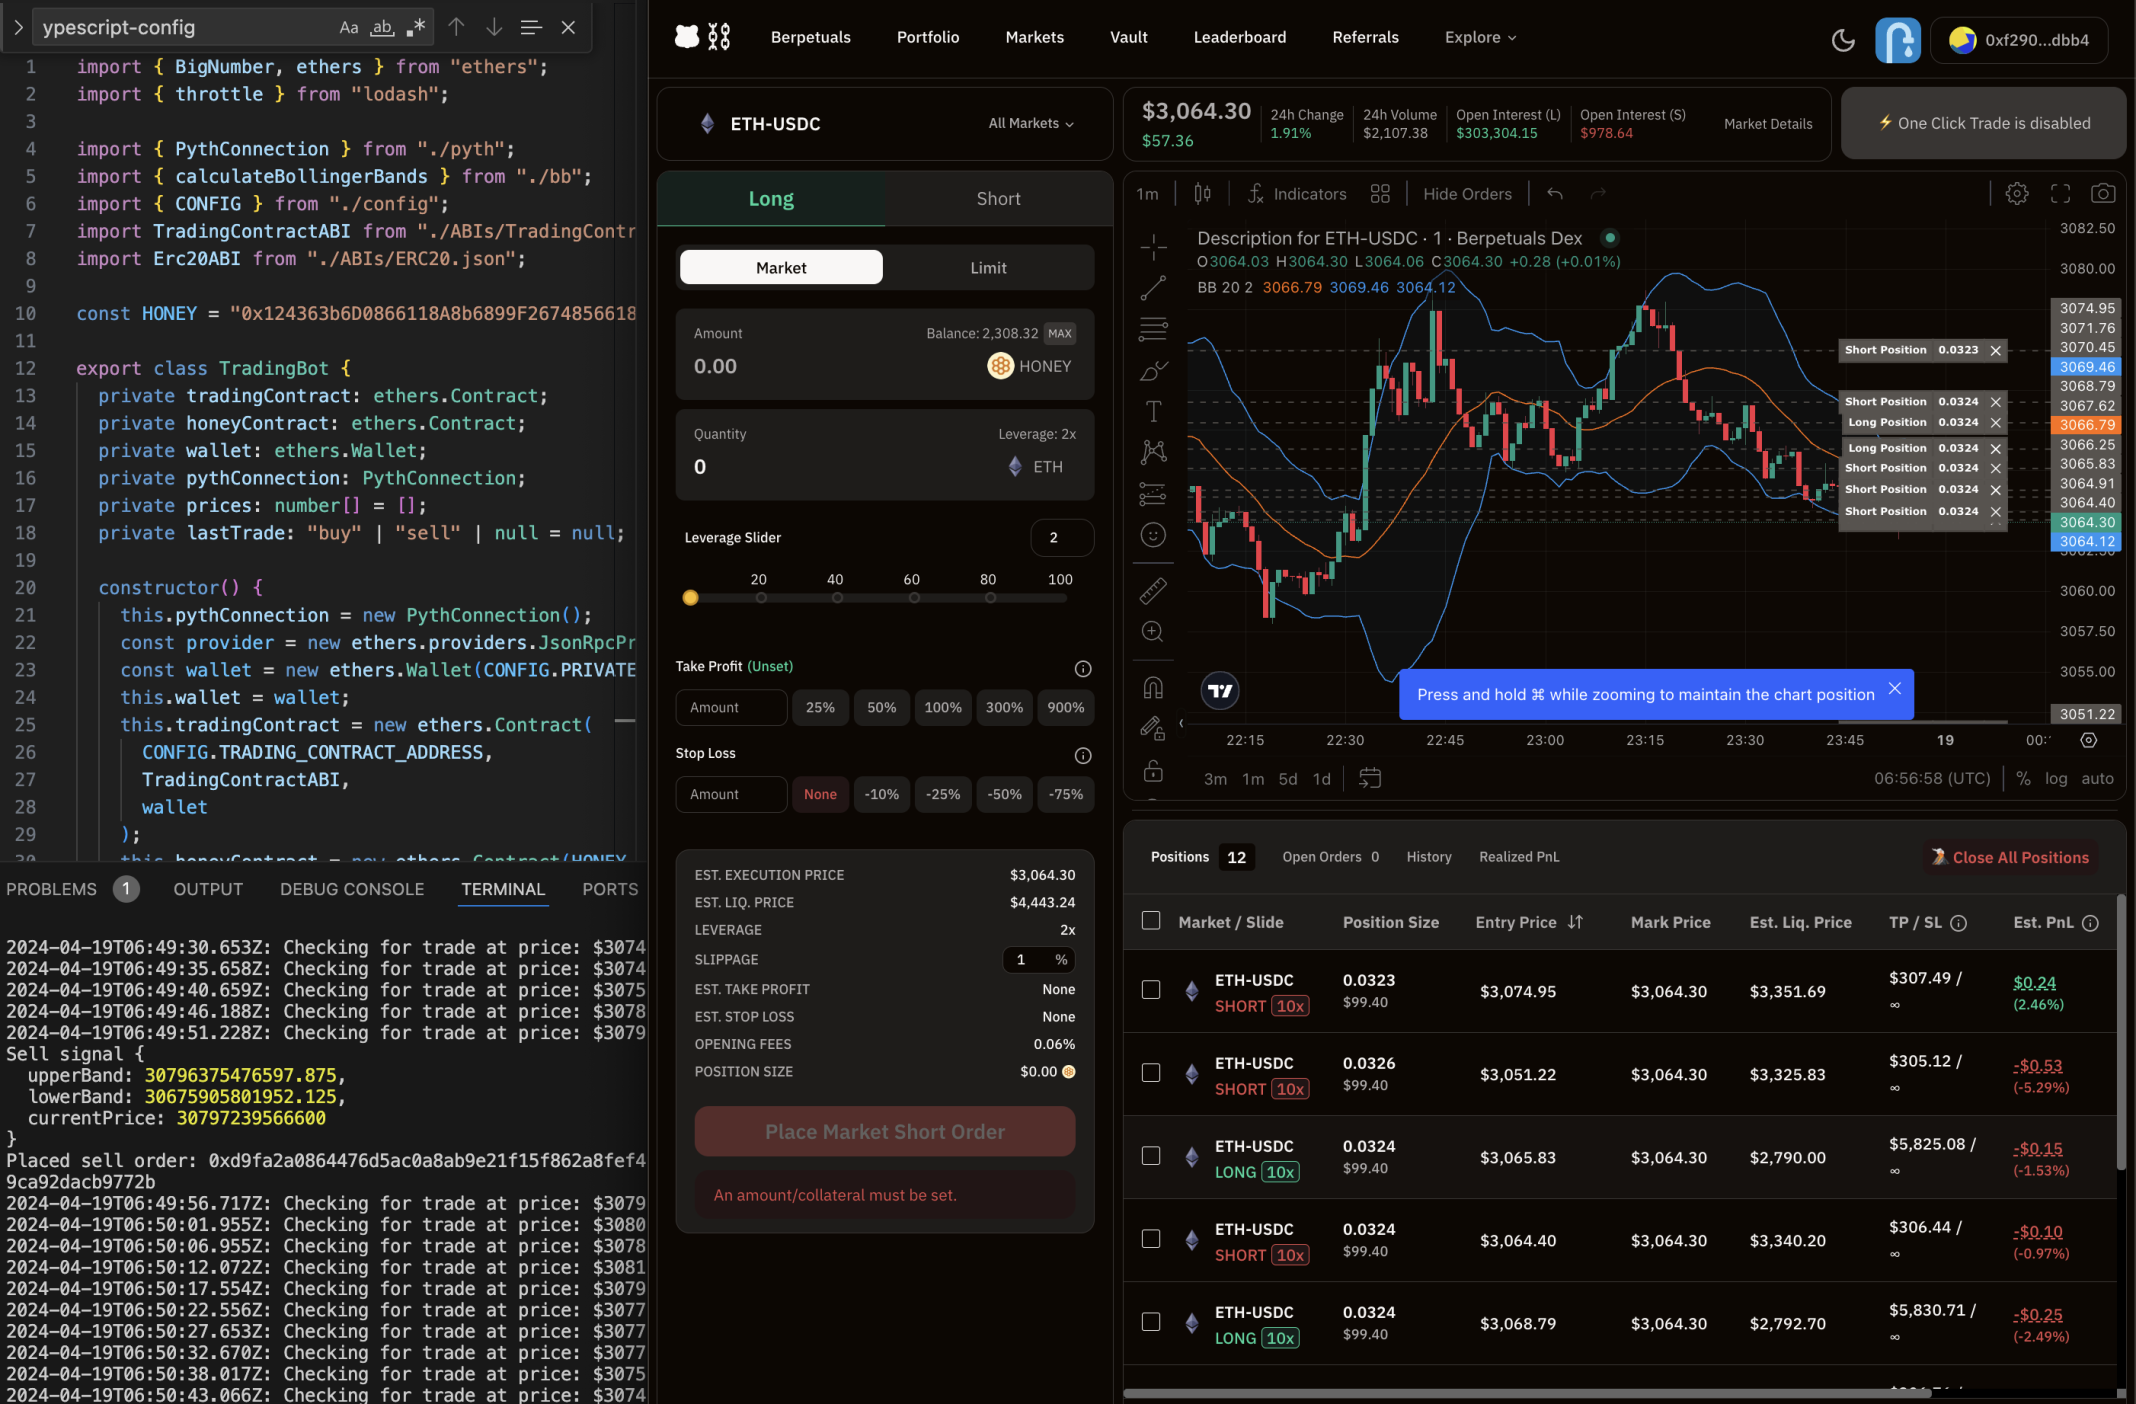 ypescript-config
Aa
ab
.*
1 import { BigNumber, ethers } from "ethers";
2 import { throttle } from "lodash";
3
4 import { PythConnection } from "./pyth";
5 import { calculateBollingerBands } from "./bb";
6 import { CONFIG } from "./config";
7 import TradingContractABI from "./ABIs/TradingContr
8 import Erc20ABI from "./ABIs/ERC20.json";
9
10 const HONEY = "0x124363b6D0866118A8b6899F2674856618
11
12 export class TradingBot {
13 private tradingContract: ethers.Contract;
14 private honeyContract: ethers.Contract;
15 private wallet: ethers.Wallet;
16 private pythConnection: PythConnection;
17 private prices: number[] = [];
18 private lastTrade: "buy" | "sell" | null = null;
19
20 constructor() {
21 this.pythConnection = new PythConnection();
22 const provider = new ethers.providers.JsonRpcPr
23 const wallet = new ethers.Wallet(CONFIG.PRIVATE
24 this.wallet = wallet;
25 this.tradingContract = new ethers.Contract(
26 CONFIG.TRADING_CONTRACT_ADDRESS,
27 TradingContractABI,
28 wallet
29 );
30 this.honeyContract = new ethers.Contract(HONEY
PROBLEMS 1 OUTPUT DEBUG CONSOLE TERMINAL PORTS
2024-04-19T06:49:30.653Z: Checking for trade at price: $3074
2024-04-19T06:49:35.658Z: Checking for trade at price: $3074
2024-04-19T06:49:40.659Z: Checking for trade at price: $3075
2024-04-19T06:49:46.188Z: Checking for trade at price: $3078
2024-04-19T06:49:51.228Z: Checking for trade at price: $3079
Sell signal {
upperBand: 30796375476597.875,
lowerBand: 30675905801952.125,
currentPrice: 30797239566600
}
Placed sell order: 0xd9fa2a0864476d5ac0a8ab9e21f15f862a8fef4
9ca92dacb9772b
2024-04-19T06:49:56.717Z: Checking for trade at price: $3079
2024-04-19T06:50:01.955Z: Checking for trade at price: $3080
2024-04-19T06:50:06.955Z: Checking for trade at price: $3078
2024-04-19T06:50:12.072Z: Checking for trade at price: $3081
2024-04-19T06:50:17.554Z: Checking for trade at price: $3079
2024-04-19T06:50:22.556Z: Checking for trade at price: $3077
2024-04-19T06:50:27.653Z: Checking for trade at price: $3077
2024-04-19T06:50:32.670Z: Checking for trade at price: $3077
2024-04-19T06:50:38.017Z: Checking for trade at price: $3075
2024-04-19T06:50:43.066Z: Checking for trade at price: $3074
Berpetuals Portfolio Markets Vault Leaderboard Referrals Explore
0xf290...dbb4
ETH-USDC All Markets
$3,064.30
$57.36
24h Change
1.91%
24h Volume
$2,107.38
Open Interest (L)
$303,304.15
Open Interest (S)
$978.64
Market Details
⚡ One Click Trade is disabled
Long Short
Market Limit
Amount Balance: 2,308.32 MAX
0.00 HONEY
Quantity Leverage: 2x
0 ETH
Leverage Slider 2
20 40 60 80 100
Take Profit (Unset)
Amount 25% 50% 100% 300% 900%
Stop Loss
Amount None -10% -25% -50% -75%
EST. EXECUTION PRICE $3,064.30
EST. LIQ. PRICE $4,443.24
LEVERAGE 2x
SLIPPAGE 1 %
EST. TAKE PROFIT None
EST. STOP LOSS None
OPENING FEES 0.06%
POSITION SIZE $0.00
Place Market Short Order
An amount/collateral must be set.
1m Indicators Hide Orders
Description for ETH-USDC · 1 · Berpetuals Dex
O3064.03 H3064.30 L3064.06 C3064.30 +0.28 (+0.01%)
BB 20 2 3066.79 3069.46 3064.12
Short Position 0.0323
Short Position 0.0324
Long Position 0.0324
Long Position 0.0324
Short Position 0.0324
Short Position 0.0324
Short Position 0.0324
3082.50
3080.00
3074.95
3071.76
3070.45
3069.46
3068.79
3067.62
3066.79
3066.25
3065.83
3064.91
3064.40
3064.30
3064.12
3060.00
3057.50
3055.00
3051.22
Press and hold ⌘ while zooming to maintain the chart position
22:15 22:30 22:45 23:00 23:15 23:30 23:45 19 00:
3m 1m 5d 1d
06:56:58 (UTC) % log auto
Positions 12 Open Orders 0 History Realized PnL
Close All Positions
Market / Slide Position Size Entry Price Mark Price Est. Liq. Price TP / SL Est. PnL
ETH-USDC 0.0323 $3,074.95 $3,064.30 $3,351.69 $307.49 / $0.24
SHORT 10x $99.40 ∞ (2.46%)
ETH-USDC 0.0326 $3,051.22 $3,064.30 $3,325.83 $305.12 / -$0.53
SHORT 10x $99.40 ∞ (-5.29%)
ETH-USDC 0.0324 $3,065.83 $3,064.30 $2,790.00 $5,825.08 / -$0.15
LONG 10x $99.40 ∞ (-1.53%)
ETH-USDC 0.0324 $3,064.40 $3,064.30 $3,340.20 $306.44 / -$0.10
SHORT 10x $99.40 ∞ (-0.97%)
ETH-USDC 0.0324 $3,068.79 $3,064.30 $2,792.70 $5,830.71 / -$0.25
LONG 10x $99.40 ∞ (-2.49%)